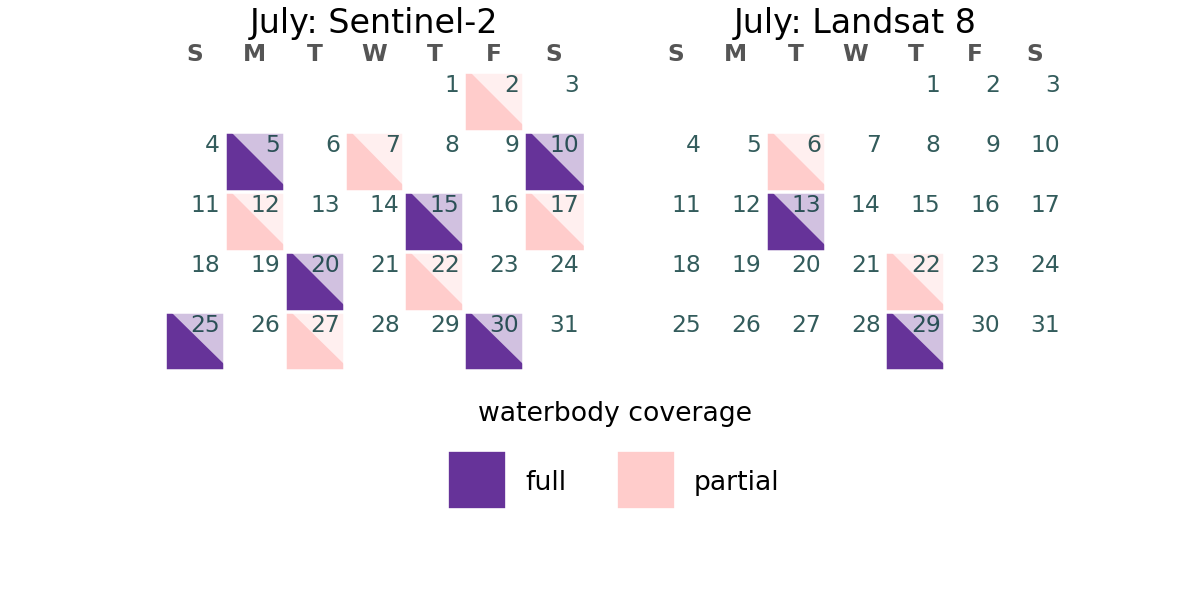 July: Sentinel-2
S M T W T F S
1 2 3
4 5 6 7 8 9 10
11 12 13 14 15 16 17
18 19 20 21 22 23 24
25 26 27 28 29 30 31
July: Landsat 8
S M T W T F S
1 2 3
4 5 6 7 8 9 10
11 12 13 14 15 16 17
18 19 20 21 22 23 24
25 26 27 28 29 30 31
waterbody coverage
full
partial